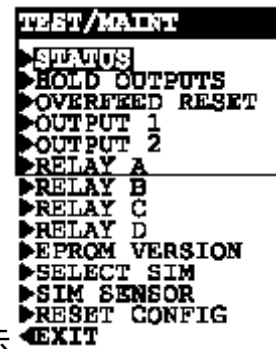 TEST/MAINT
STATUS
HOLD OUTPUTS
OVERFEED RESET
OUTPUT 1
OUTPUT 2
RELAY A
RELAY B
RELAY C
RELAY D
EPROM VERSION
SELECT SIM
SIM SENSOR
RESET CONFIG
示 EXIT